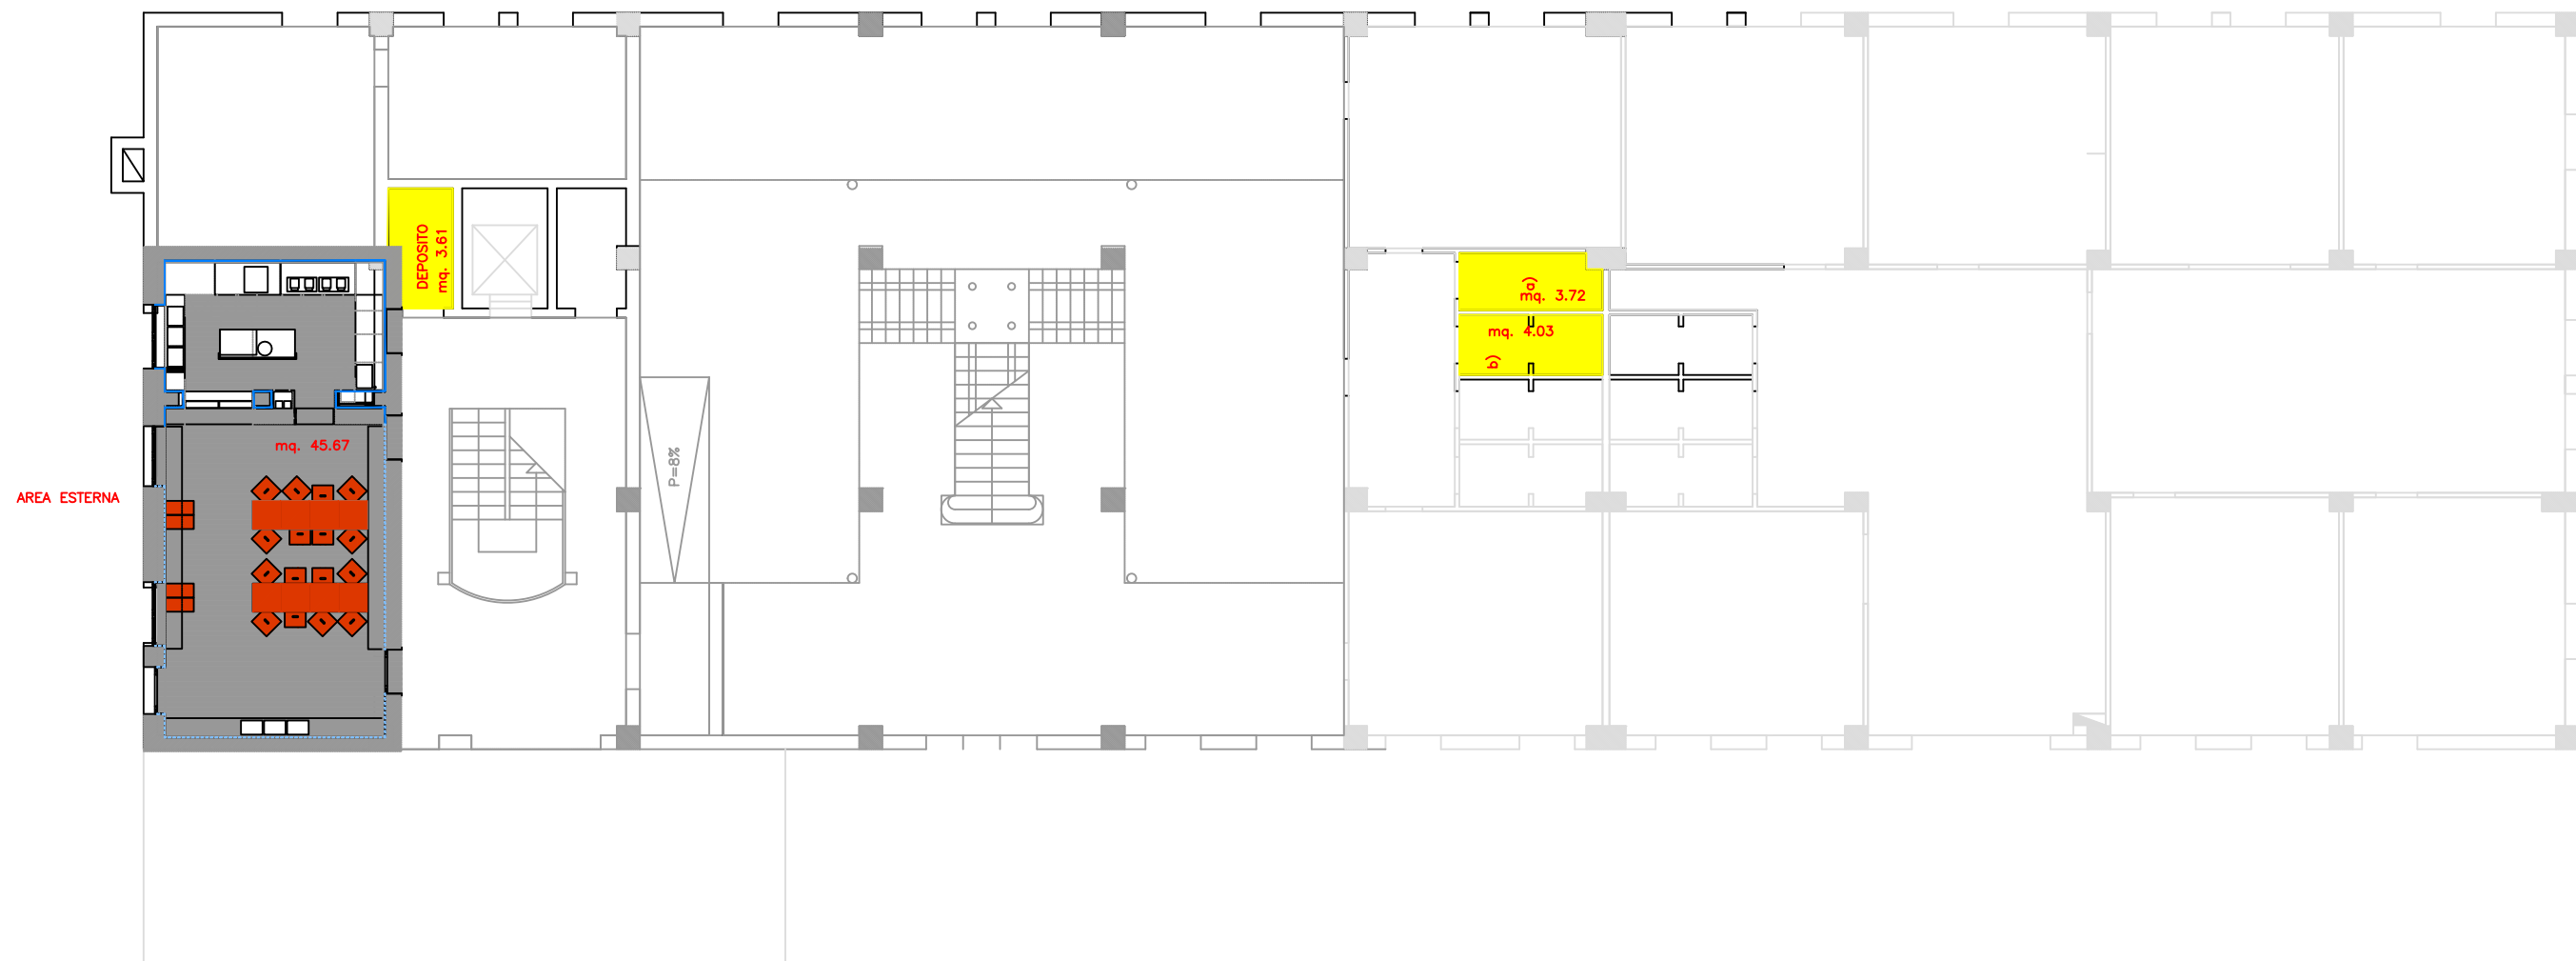 DEPOSITO
mq. 3.61
a)
mq. 3.72
mq. 4.03
b)
mq. 45.67
P=8%
AREA ESTERNA